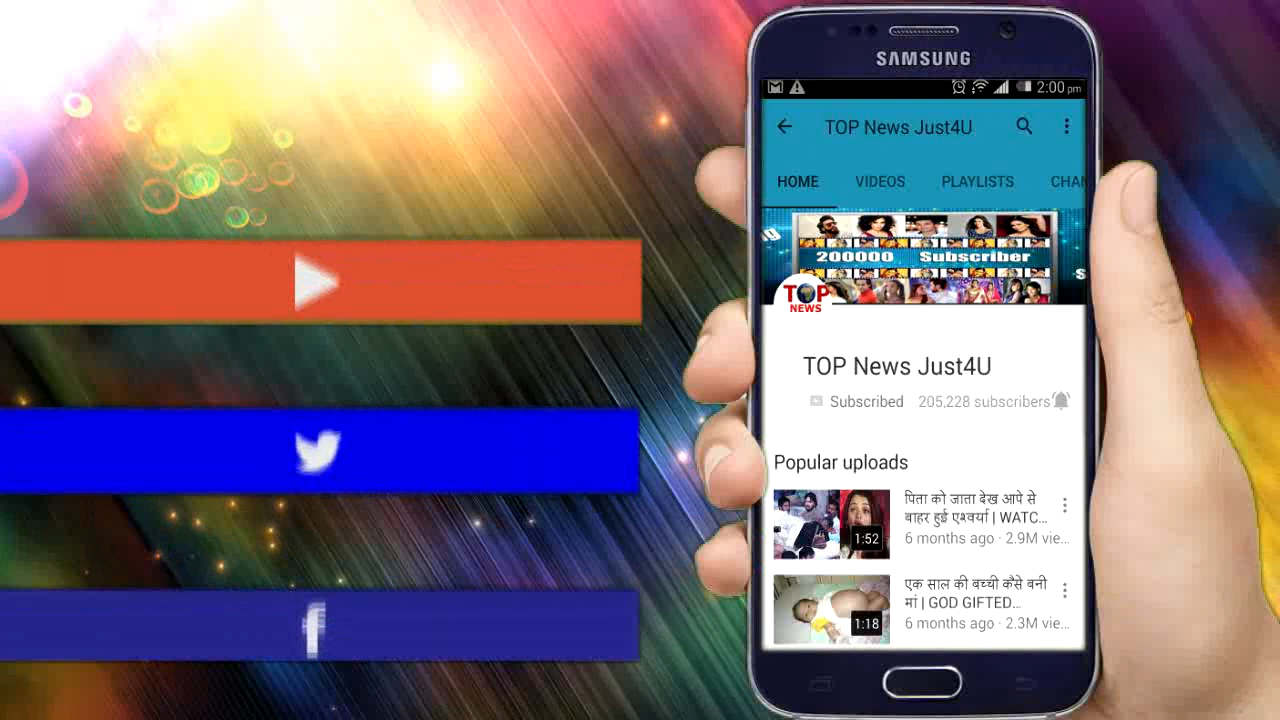 SAMSUNG
2:00 pm
TOP News Just4U
HOME VIDEOS PLAYLISTS CHAN
200000 Subscriber
TOP
NEWS
TOP News Just4U
Subscribed 205,228 subscribers
Popular uploads
पिता को जाता देख आपे से
बाहर हुई एश्वर्या | WATC...
1:52
6 months ago · 2.9M vie...
एक साल की बच्ची कैसे बनी
मां | GOD GIFTED...
1:18
6 months ago · 2.3M vie...